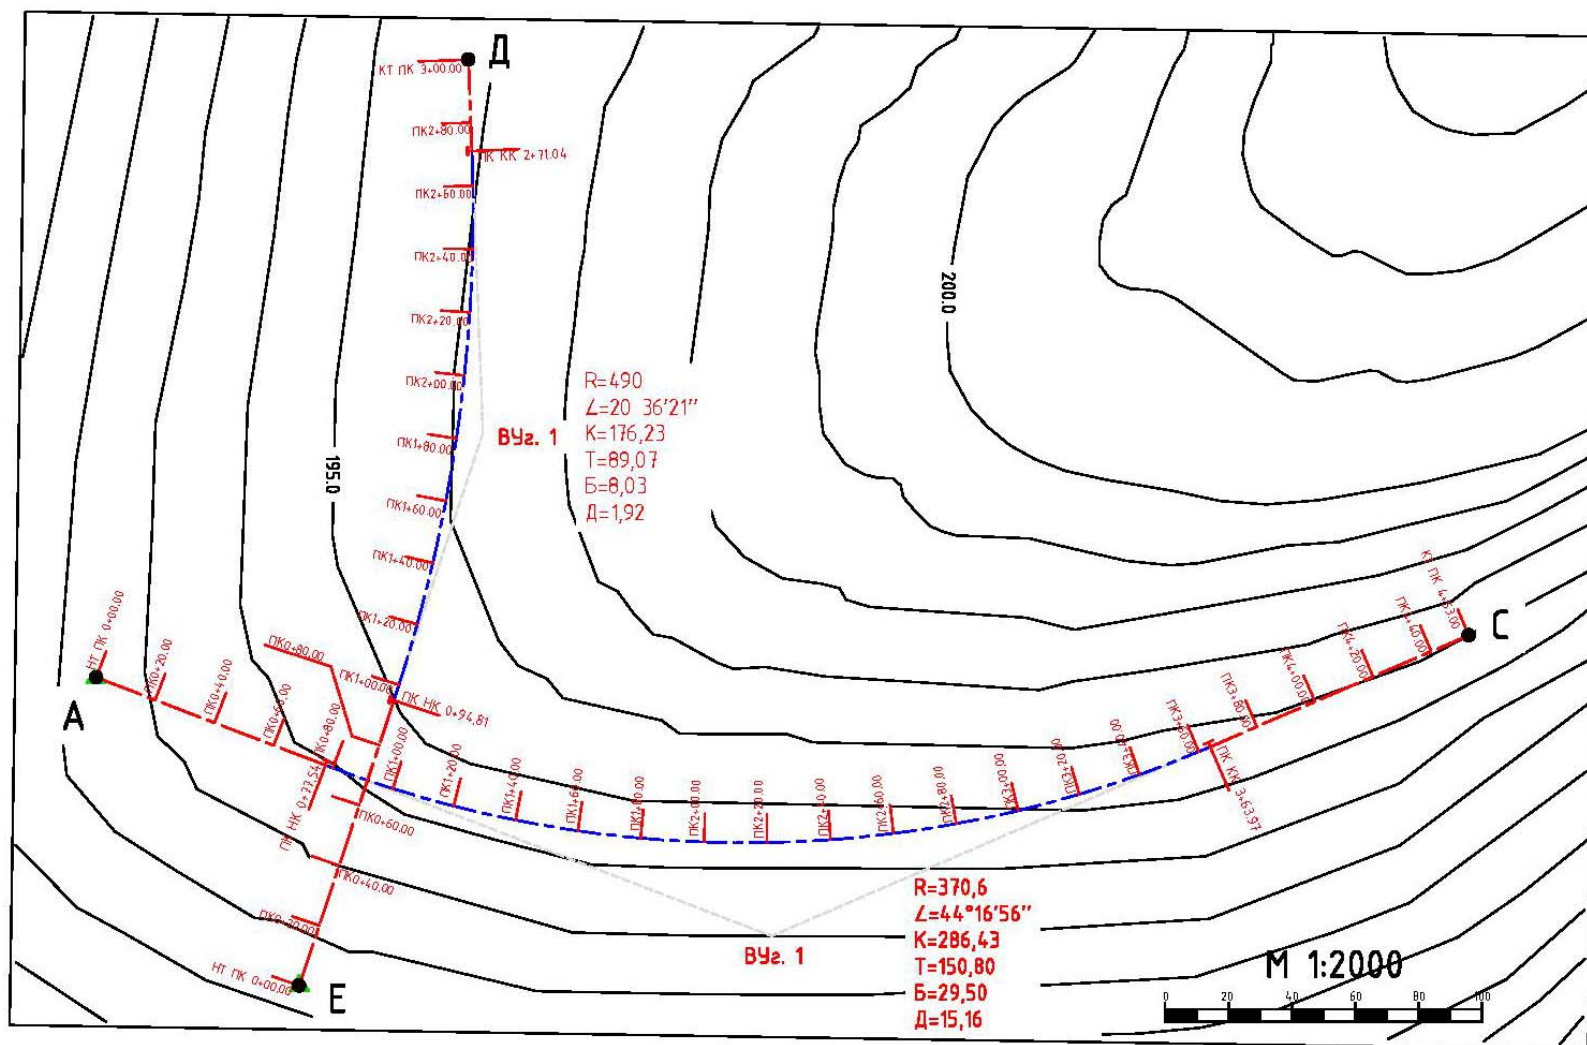 Д
КТ ПК 3+00.00
ПК2+80.00
ПК КК 2+71.04
ПК2+60.00
ПК2+40.00
200.0
ПК2+20.00
ПК2+00.00
R=490
∠=20 36'21''
К=176,23
Т=89,07
Б=8,03
Д=1,92
ВУг. 1
ПК1+80.00
195.0
ПК1+60.00
ПК1+40.00
ПК1+20.00
ПК1+00.00
ПК НК 0+94,81
ПК0+80,00
НТ ПК 0+00.00
А
ПК0+20.00
ПК0+40.00
ПК0+60,00
ПК0+80,00
ПК НК 0+77.54
ПК1+00.00
ПК1+20.00
ПК1+40.00
ПК1+60.00
ПК1+80.00
ПК2+00.00
ПК2+20.00
ПК2+40.00
ПК2+60.00
ПК2+80.00
ПК3+00.00
ПК3+20.00
ПК3+40.00
ПК3+60.00
ПК КК 3+63.97
ПК3+80.00
ПК4+00.00
ПК4+20.00
ПК4+40.00
КТ ПК 4+53.00
С
ПК0+60.00
ПК0+40.00
ПК0+20.00
НТ ПК 0+00.00
Е
ВУг. 1
R=370,6
∠=44°16'56''
К=286,43
Т=150,80
Б=29,50
Д=15,16
М 1:2000
0 20 40 60 80 100